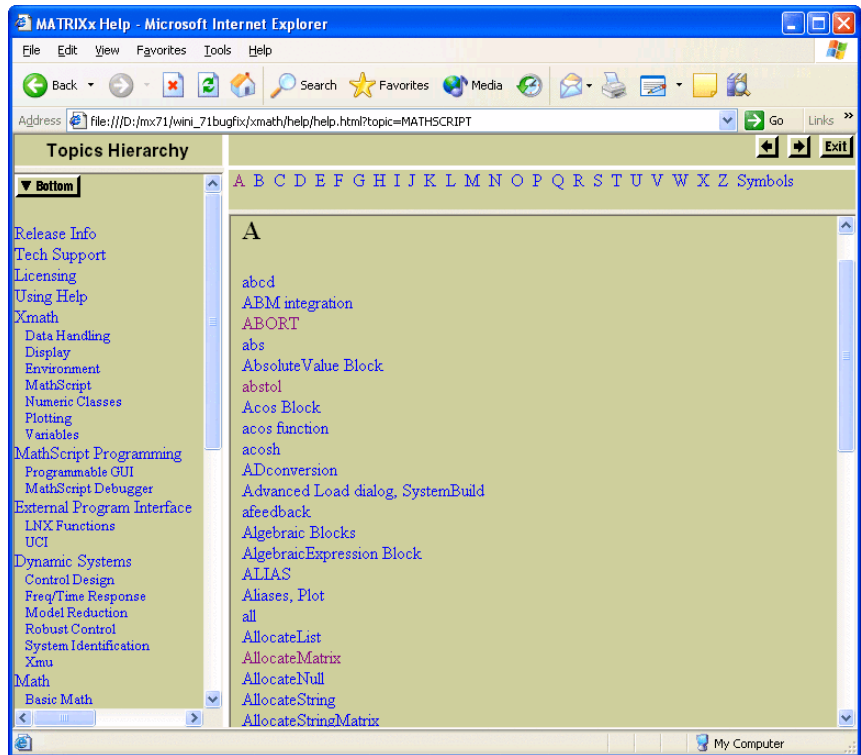 MATRIXx Help - Microsoft Internet Explorer
File Edit View Favorites Tools Help
Back Search Favorites Media
Address file:///D:/mx71/wini_71bugfix/xmath/help/help.html?topic=MATHSCRIPT Go Links »
Topics Hierarchy
Exit
▼ Bottom
Release Info
Tech Support
Licensing
Using Help
Xmath
Data Handling
Display
Environment
MathScript
Numeric Classes
Plotting
Variables
MathScript Programming
Programmable GUI
MathScript Debugger
External Program Interface
LNX Functions
UCI
Dynamic Systems
Control Design
Freq/Time Response
Model Reduction
Robust Control
System Identification
Xmu
Math
Basic Math
A B C D E F G H I J K L M N O P Q R S T U V W X Z Symbols
A
abcd
ABM integration
ABORT
abs
AbsoluteValue Block
abstol
Acos Block
acos function
acosh
ADconversion
Advanced Load dialog, SystemBuild
afeedback
Algebraic Blocks
AlgebraicExpression Block
ALIAS
Aliases, Plot
all
AllocateList
AllocateMatrix
AllocateNull
AllocateString
AllocateStringMatrix
My Computer